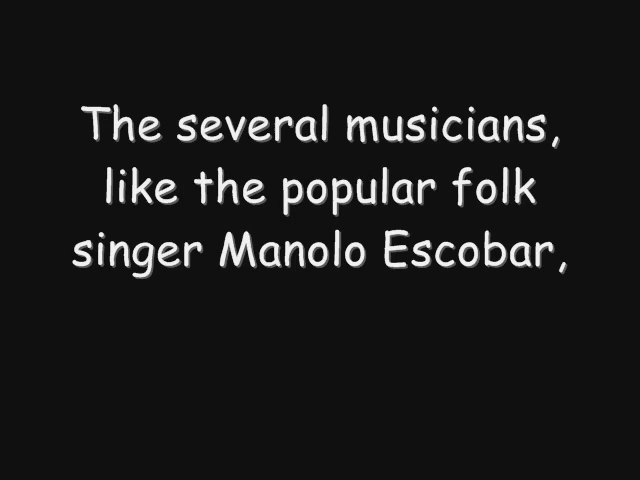 The several musicians,
like the popular folk
singer Manolo Escobar,